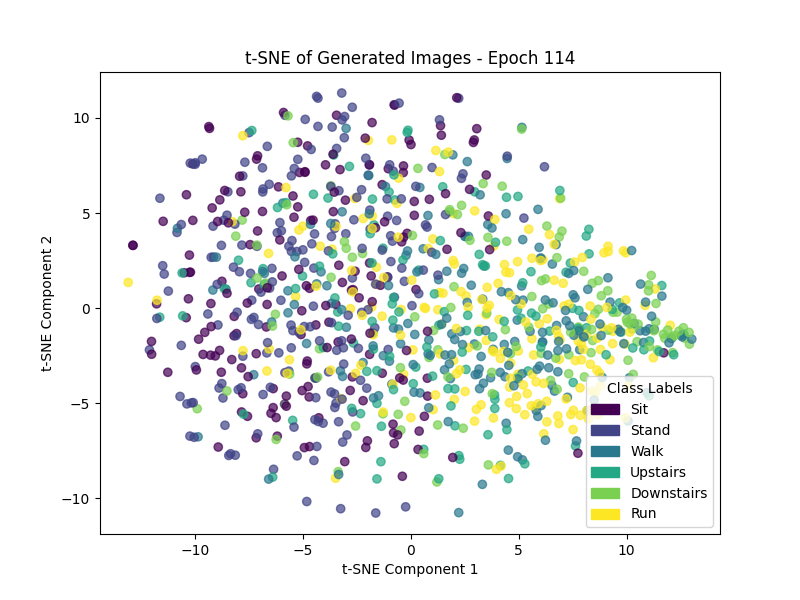 t-SNE of Generated Images - Epoch 114
10
5
0
−5
−10
t-SNE Component 2
−10
−5
0
5
10
t-SNE Component 1
Class Labels
Sit
Stand
Walk
Upstairs
Downstairs
Run